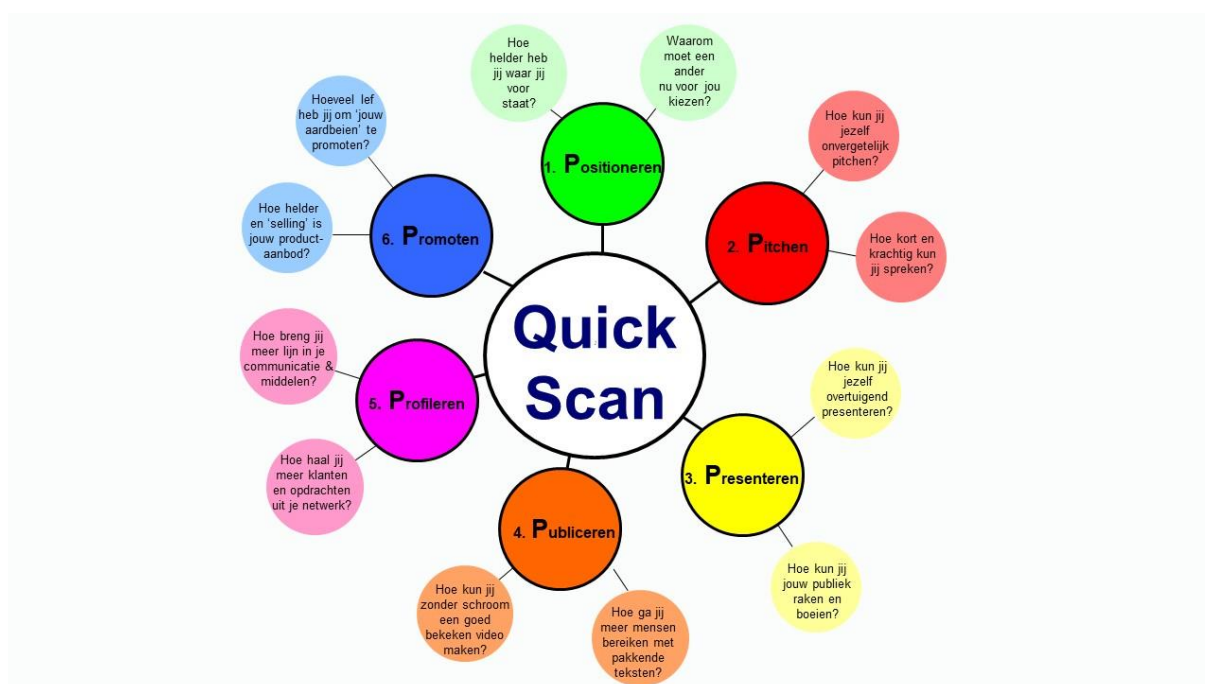 Quick
Scan
1. Positioneren
Hoe
helder heb
jij waar jij
voor
staat?
Waarom
moet een
ander
nu voor jou
kiezen?
2. Pitchen
Hoe kun jij
jezelf
onvergetelijk
pitchen?
Hoe kort en
krachtig kun
jij spreken?
3. Presenteren
Hoe kun jij
jezelf
overtuigend
presenteren?
Hoe kun jij
jouw publiek
raken en
boeien?
4. Publiceren
Hoe ga jij
meer mensen
bereiken met
pakkende
teksten?
Hoe kun jij
zonder schroom
een goed
bekeken video
maken?
5. Profileren
Hoe haal jij
meer klanten
en opdrachten
uit je netwerk?
Hoe breng jij
meer lijn in je
communicatie &
middelen?
6. Promoten
Hoe helder
en ‘selling’ is
jouw product-
aanbod?
Hoeveel lef
heb jij om ‘jouw
aardbeien’ te
promoten?